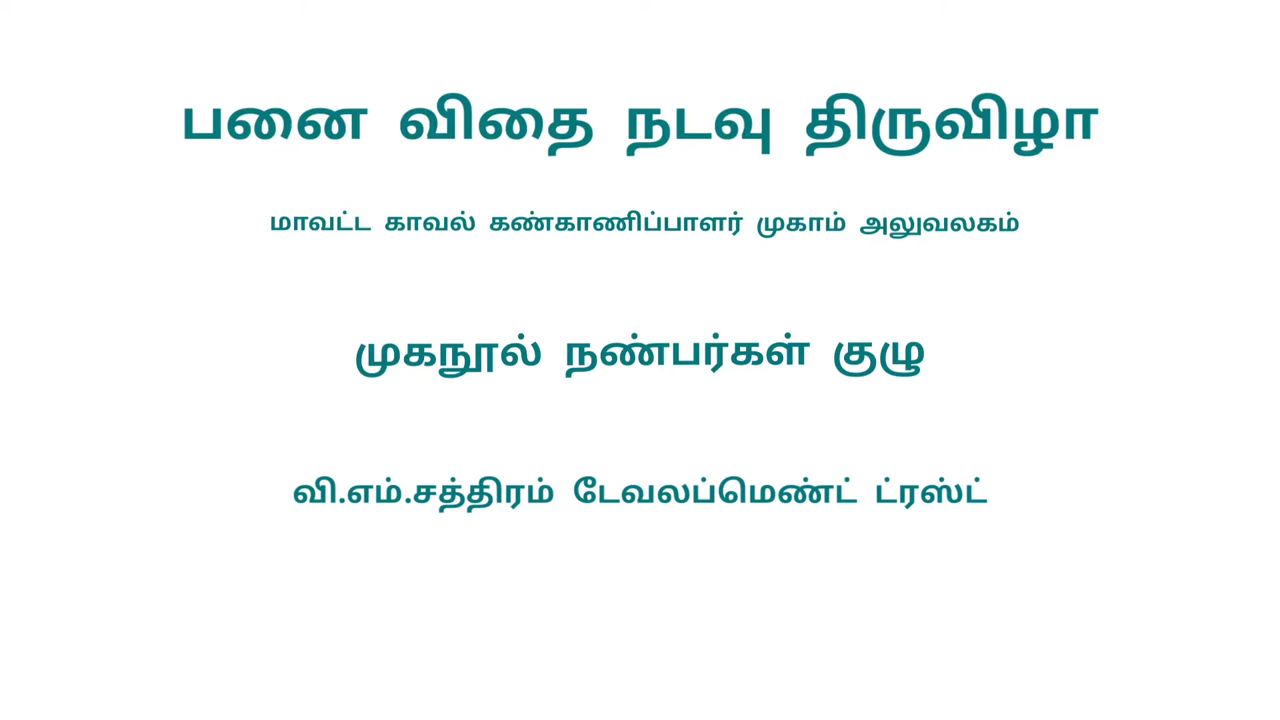 பனை விதை நடவு திருவிழா
மாவட்ட காவல் கண்காணிப்பாளர் முகாம் அலுவலகம்
முகநூல் நண்பர்கள் குழு
வி.எம்.சத்திரம் டேவலப்மெண்ட் ட்ரஸ்ட்